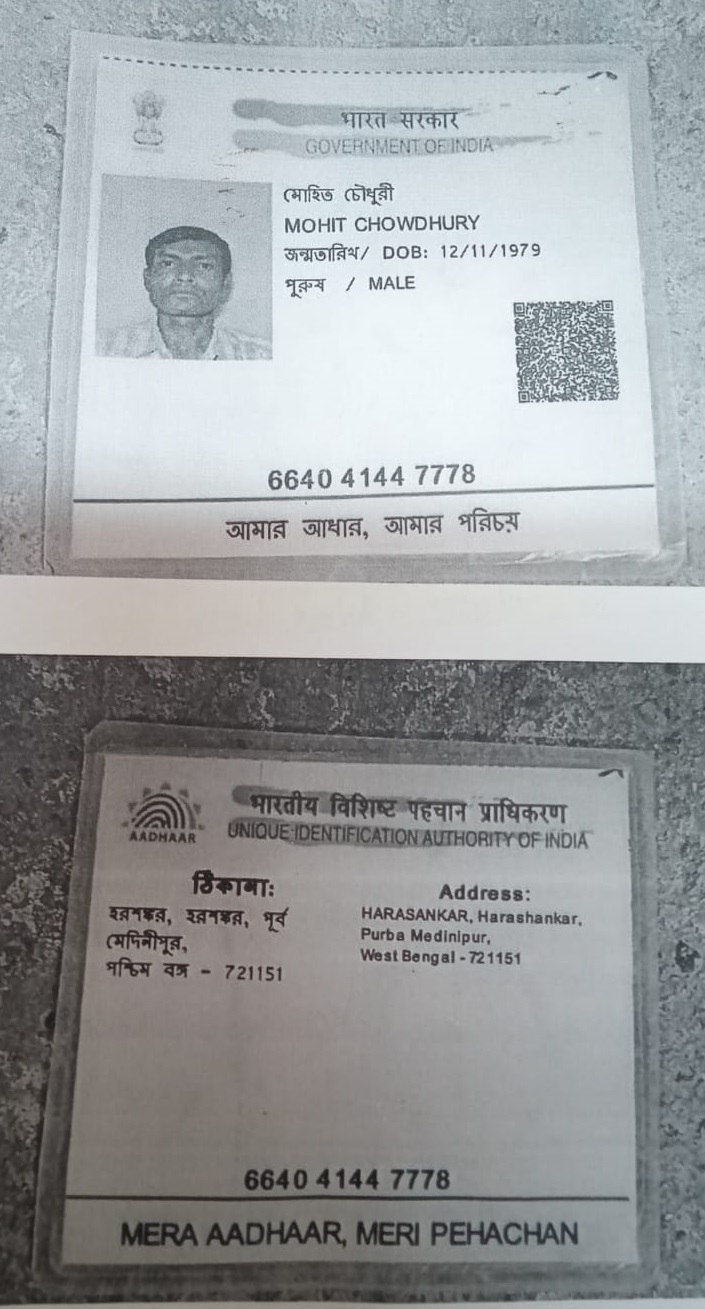 भारत सरकार
GOVERNMENT OF INDIA
মোহিত চৌধুরী
MOHIT CHOWDHURY
জন্মতারিখ/ DOB: 12/11/1979
পুরুষ / MALE
6640 4144 7778
আমার আধার, আমার পরিচয়
भारतीय विशिष्ट पहचान प्राधिकरण
UNIQUE IDENTIFICATION AUTHORITY OF INDIA
AADHAAR
ঠিকানা:
হরশঙ্কর, হরশঙ্কর, পূর্ব
মেদিনীপুর,
পশ্চিম বঙ্গ - 721151
Address:
HARASANKAR, Harashankar,
Purba Medinipur,
West Bengal - 721151
6640 4144 7778
MERA AADHAAR, MERI PEHACHAN